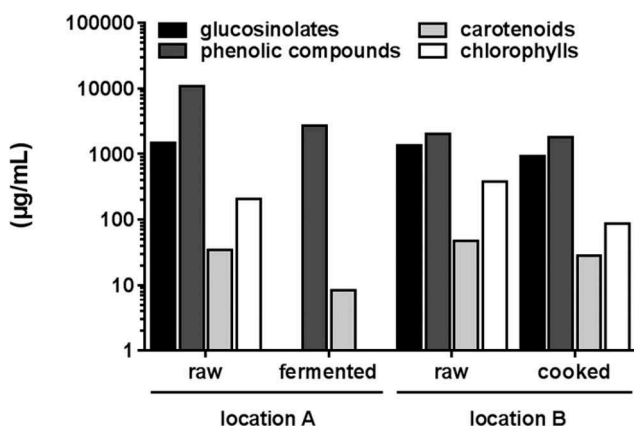 glucosinolates
phenolic compounds
carotenoids
chlorophylls
(µg/mL)
100000
10000
1000
100
10
1
raw
fermented
raw
cooked
location A
location B